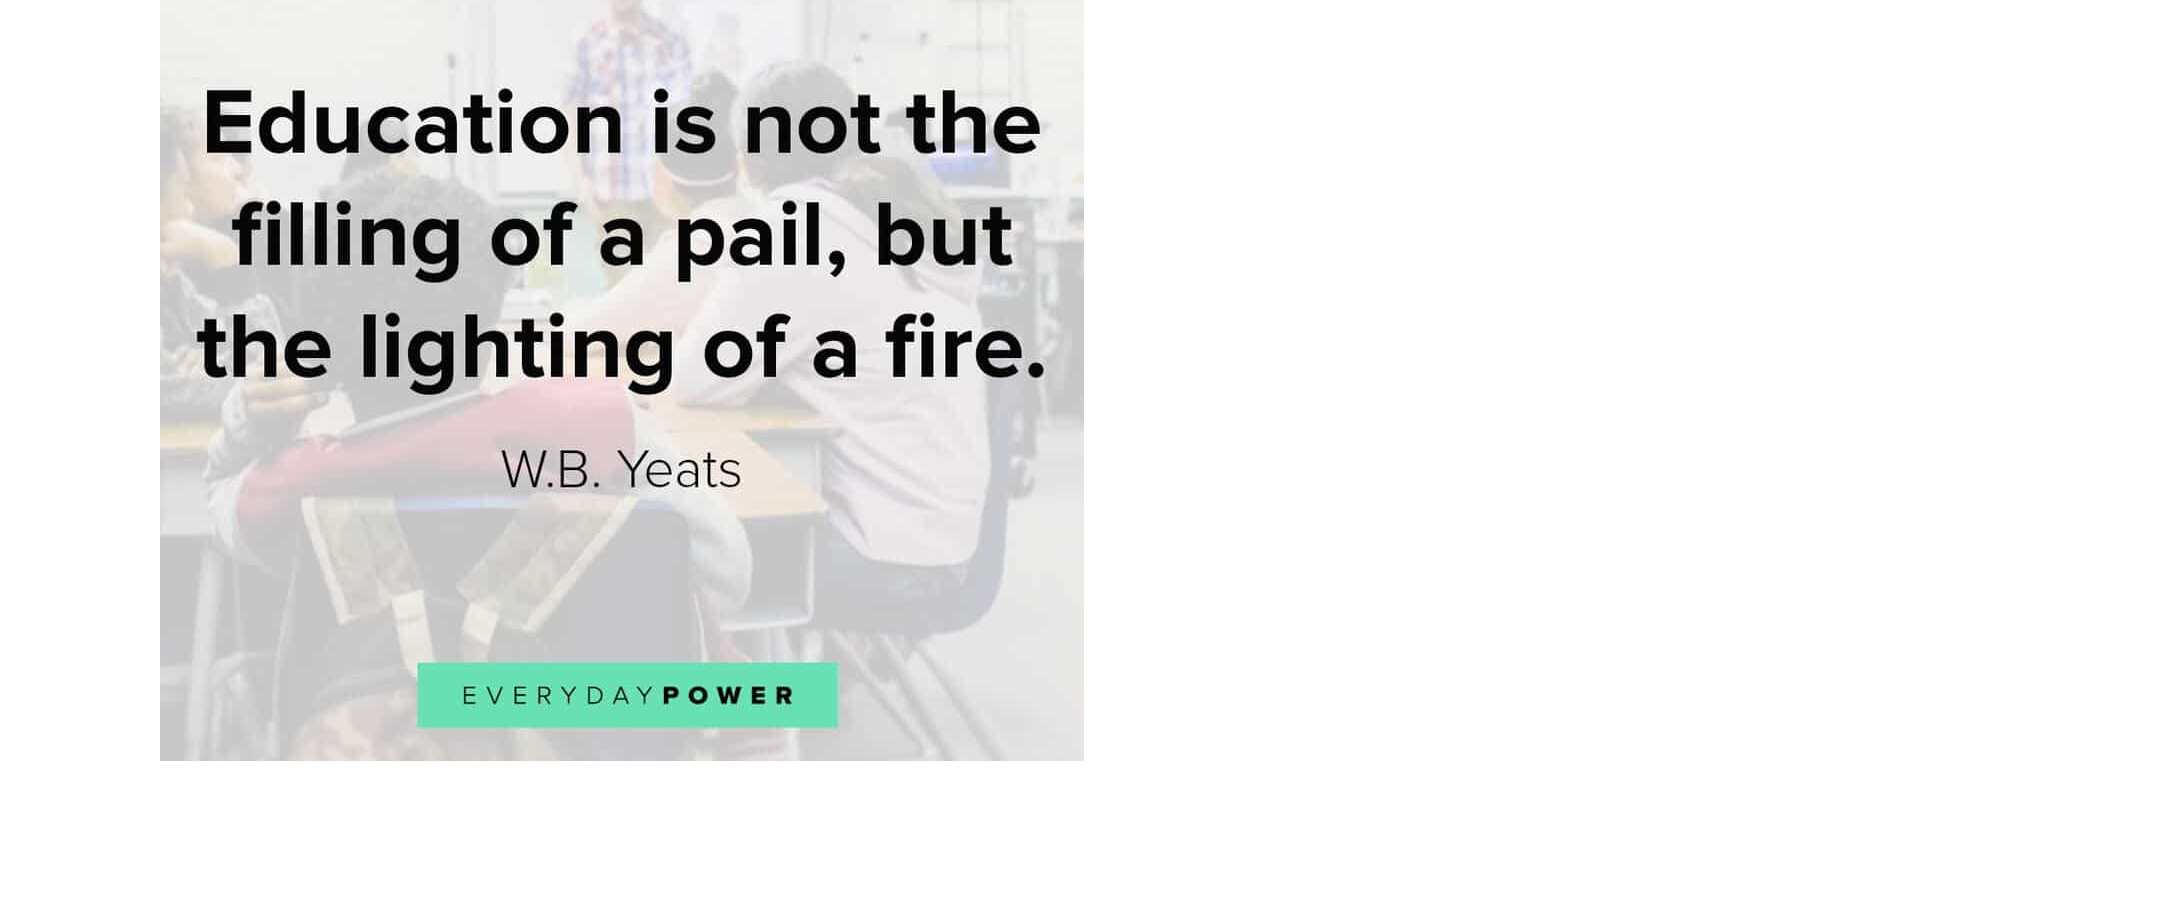 Education is not the
filling of a pail, but
the lighting of a fire.
W.B. Yeats
EVERYDAYPOWER